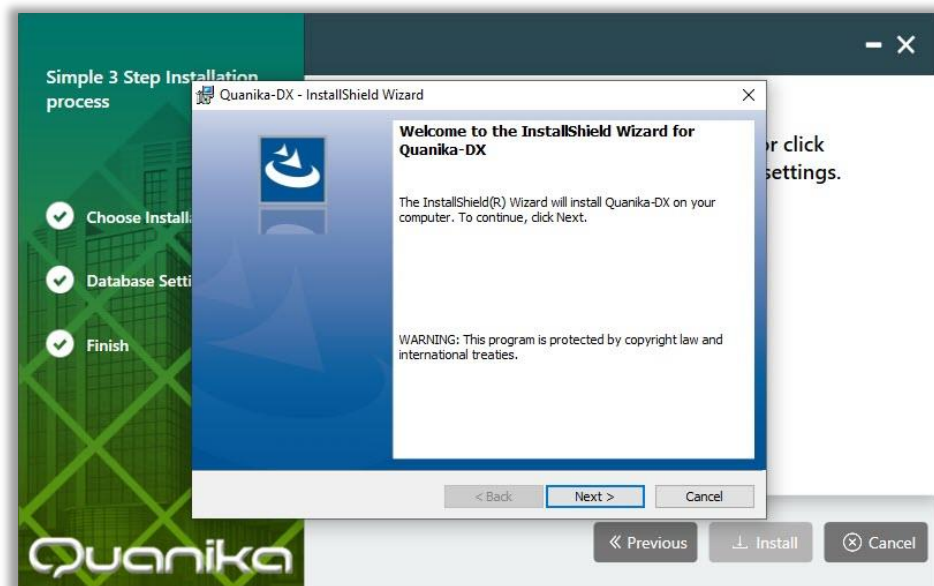 Simple 3 Step Installation
process
Choose Install
Database Setti
Finish
Quanika
Quanika-DX - InstallShield Wizard
Welcome to the InstallShield Wizard for
Quanika-DX
The InstallShield(R) Wizard will install Quanika-DX on your
computer. To continue, click Next.
WARNING: This program is protected by copyright law and
international treaties.
< Back Next > Cancel
r click
settings.
Previous Install Cancel